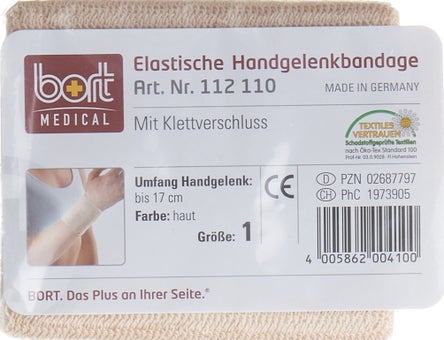 bort
MEDICAL
Elastische Handgelenkbandage
Art. Nr. 112 110
MADE IN GERMANY
Mit Klettverschluss
TEXTILES
VERTRAUEN
Schadstoffgeprüfte Textilien
nach Öko-Tex Standard 100
Umfang Handgelenk:
bis 17 cm
Farbe: haut
Größe: 1
CE
D PZN 02687797
CH PhC 1973905
4 005862 004100
BORT. Das Plus an Ihrer Seite.®